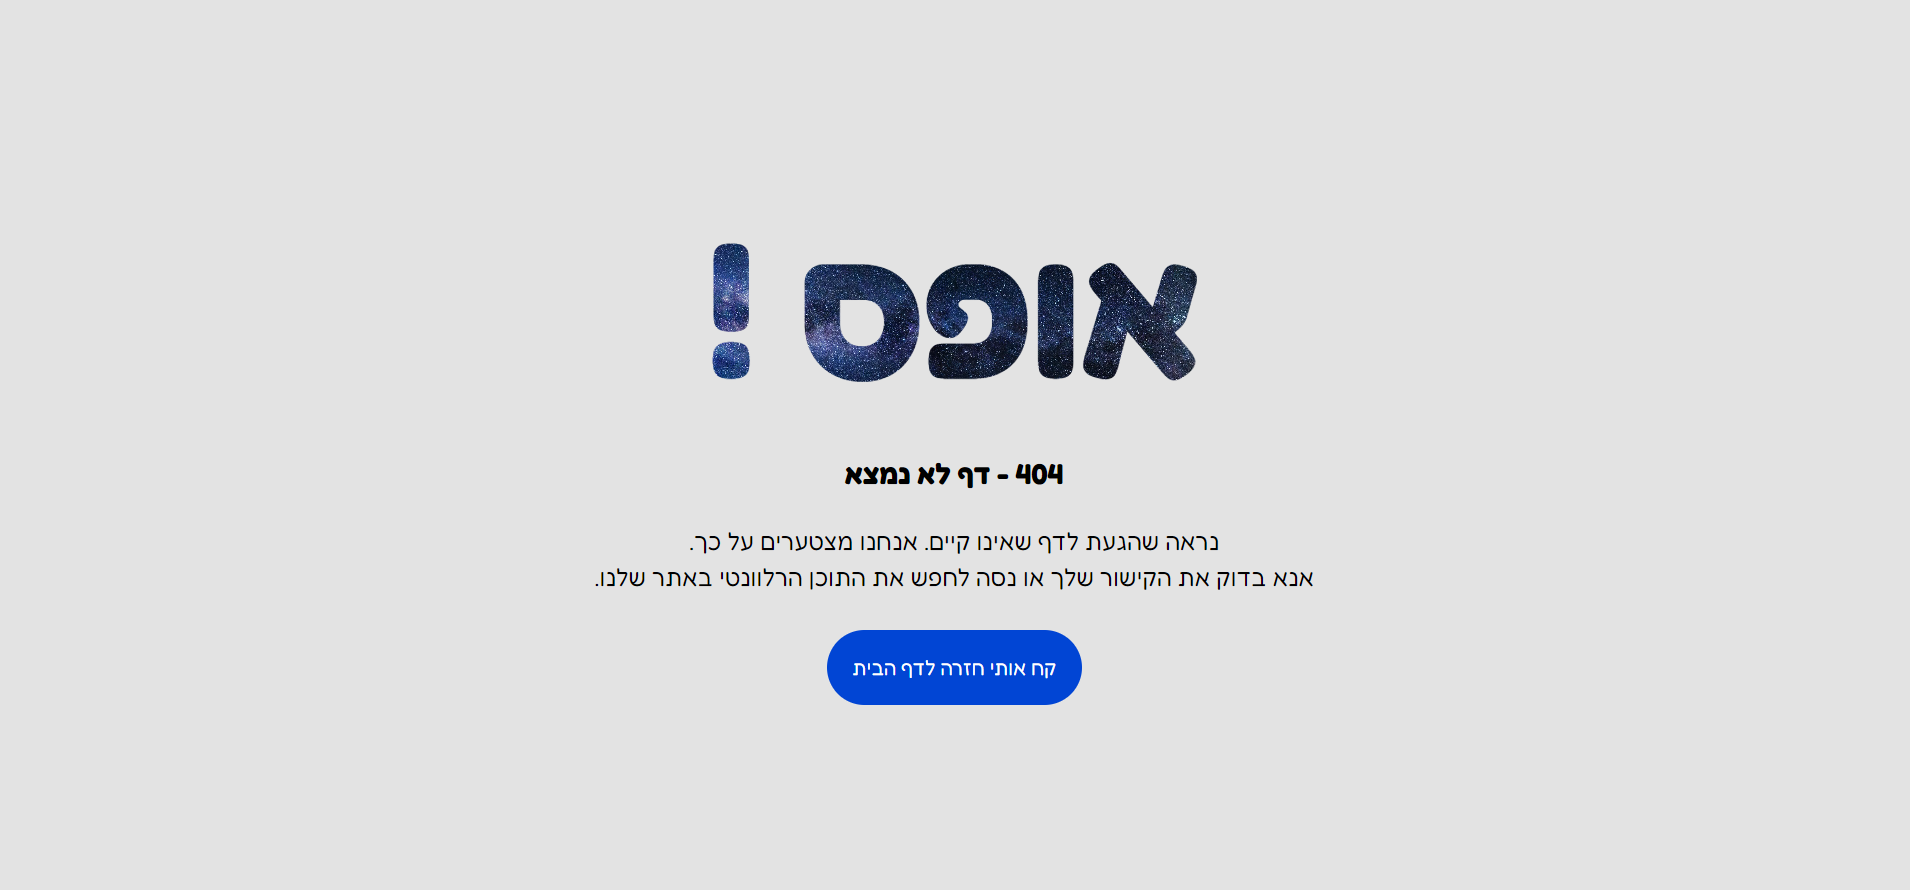 אופס !
404 - דף לא נמצא
נראה שהגעת לדף שאינו קיים. אנחנו מצטערים על כך.
אנא בדוק את הקישור שלך או נסה לחפש את התוכן הרלוונטי באתר שלנו.
קח אותי חזרה לדף הבית